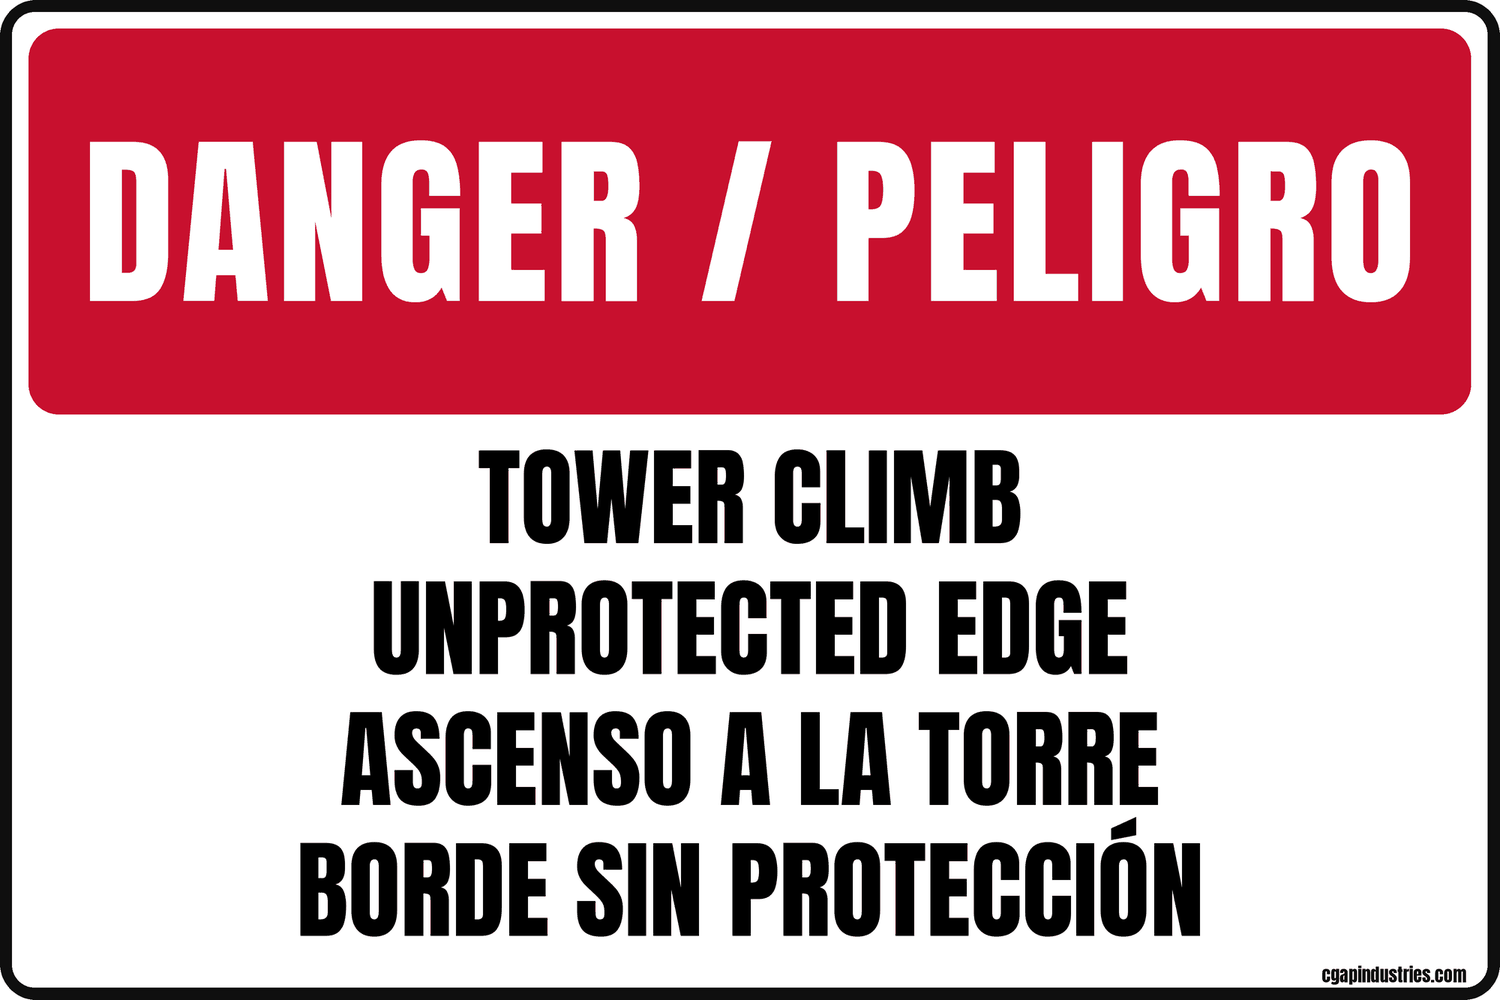 DANGER / PELIGRO
TOWER CLIMB
UNPROTECTED EDGE
ASCENSO A LA TORRE
BORDE SIN PROTECCIÓN
cgapindustries.com